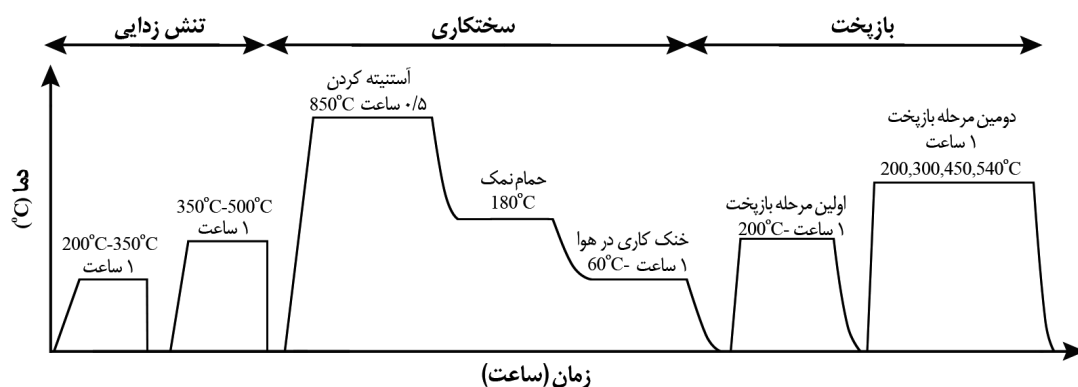 تنش زدایی
سختکاری
بازپخت
آستنیته کردن
850°C ساعت ۰/۵
حمام نمک
180°C
خنک کاری در هوا
60°C- ۱ ساعت
350°C-500°C
۱ ساعت
200°C-350°C
۱ ساعت
اولین مرحله بازپخت
200°C- ۱ ساعت
دومین مرحله بازپخت
۱ ساعت
200,300,450,540°C
دما (°C)
زمان (ساعت)